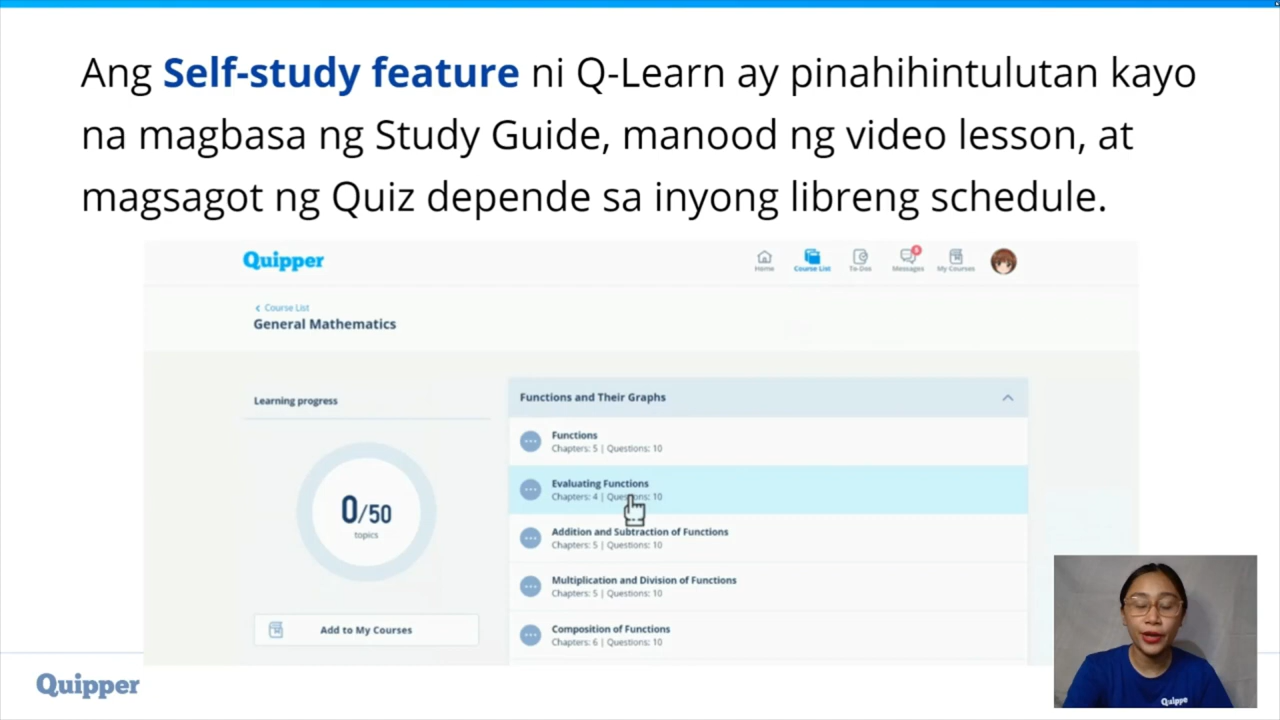 Ang Self-study feature ni Q-Learn ay pinahihintulutan kayo
na magbasa ng Study Guide, manood ng video lesson, at
magsagot ng Quiz depende sa inyong libreng schedule.
Quipper
Home
Course List
To-Dos
Messages
My Courses
Course List
General Mathematics
Learning progress
0/50
topics
Add to My Courses
Functions and Their Graphs
Functions
Chapters: 5 | Questions: 10
Evaluating Functions
Chapters: 4 | Questions: 10
Addition and Subtraction of Functions
Chapters: 5 | Questions: 10
Multiplication and Division of Functions
Chapters: 5 | Questions: 10
Composition of Functions
Chapters: 6 | Questions: 10
Quipper
Quippe